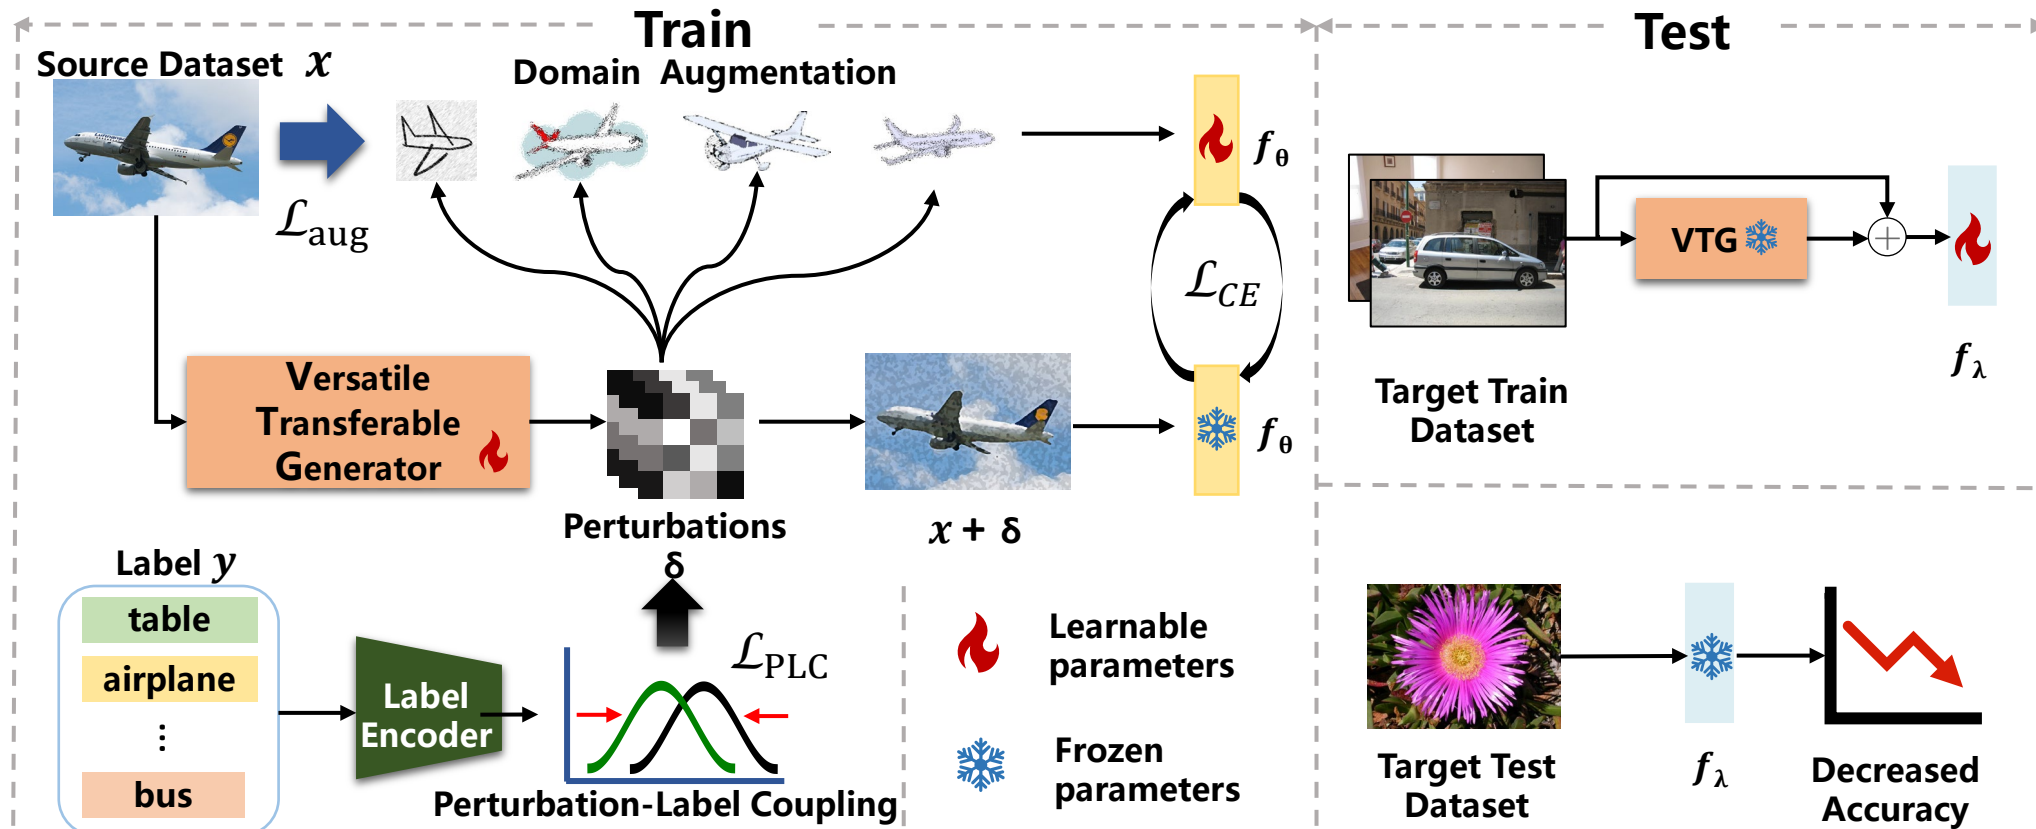 Train
Test
Source Dataset x
Domain Augmentation
ℒaug
fθ
ℒCE
Versatile
Transferable
Generator
fθ
Perturbations
δ
x + δ
Label y
table
airplane
⋮
bus
Label
Encoder
ℒPLC
Perturbation-Label Coupling
Learnable
parameters
Frozen
parameters
VTG
+
fλ
Target Train
Dataset
Target Test
Dataset
fλ
Decreased
Accuracy